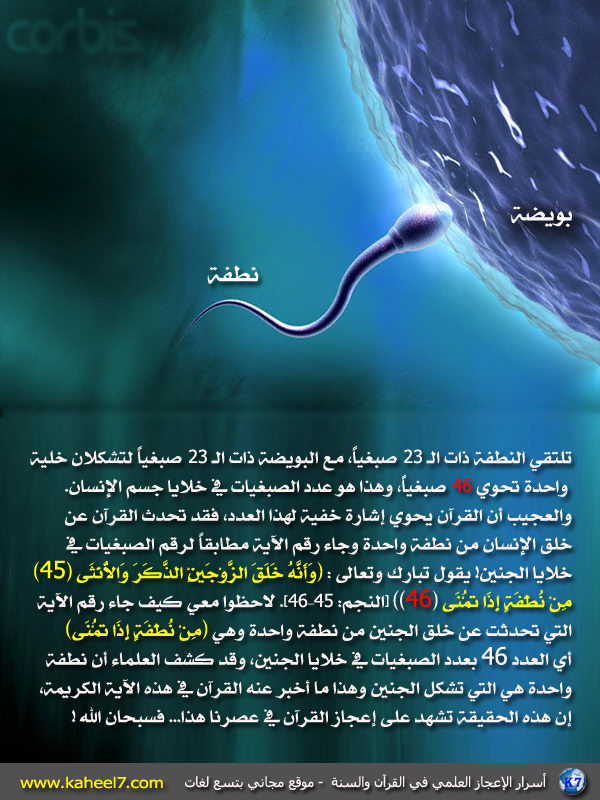 corbis.
بويضة
نطفة
تلتقي النطفة ذات الـ 23 صبغياً، مع البويضة ذات الـ 23 صبغياً لتشكلان خلية
واحدة تحوي 46 صبغياً، وهذا هو عدد الصبغيات في خلايا جسم الإنسان.
والعجيب أن القرآن يحوي إشارة خفية لهذا العدد، فقد تحدث القرآن عن
خلق الإنسان من نطفة واحدة وجاء رقم الآية مطابقاً لرقم الصبغيات في
خلايا الجنين! يقول تبارك وتعالى : (وَأَنَّهُ خَلَقَ الزَّوْجَيْنِ الذَّكَرَ وَالْأُنْثَى (45)
مِنْ نُطْفَةٍ إِذَا تُمْنَى (46)) [النجم: 45-46]. لاحظوا معي كيف جاء رقم الآية
التي تحدثت عن خلق الجنين من نطفة واحدة وهي (مِنْ نُطْفَةٍ إِذَا تُمْنَى)
أي العدد 46 بعدد الصبغيات في خلايا الجنين، وقد كشف العلماء أن نطفة
واحدة هي التي تشكل الجنين وهذا ما أخبر عنه القرآن في هذه الآية الكريمة،
إن هذه الحقيقة تشهد على إعجاز القرآن في عصرنا هذا... فسبحان الله !
K7 أسرار الإعجاز العلمي في القرآن والسنة - موقع مجاني بتسع لغات www.kaheel7.com